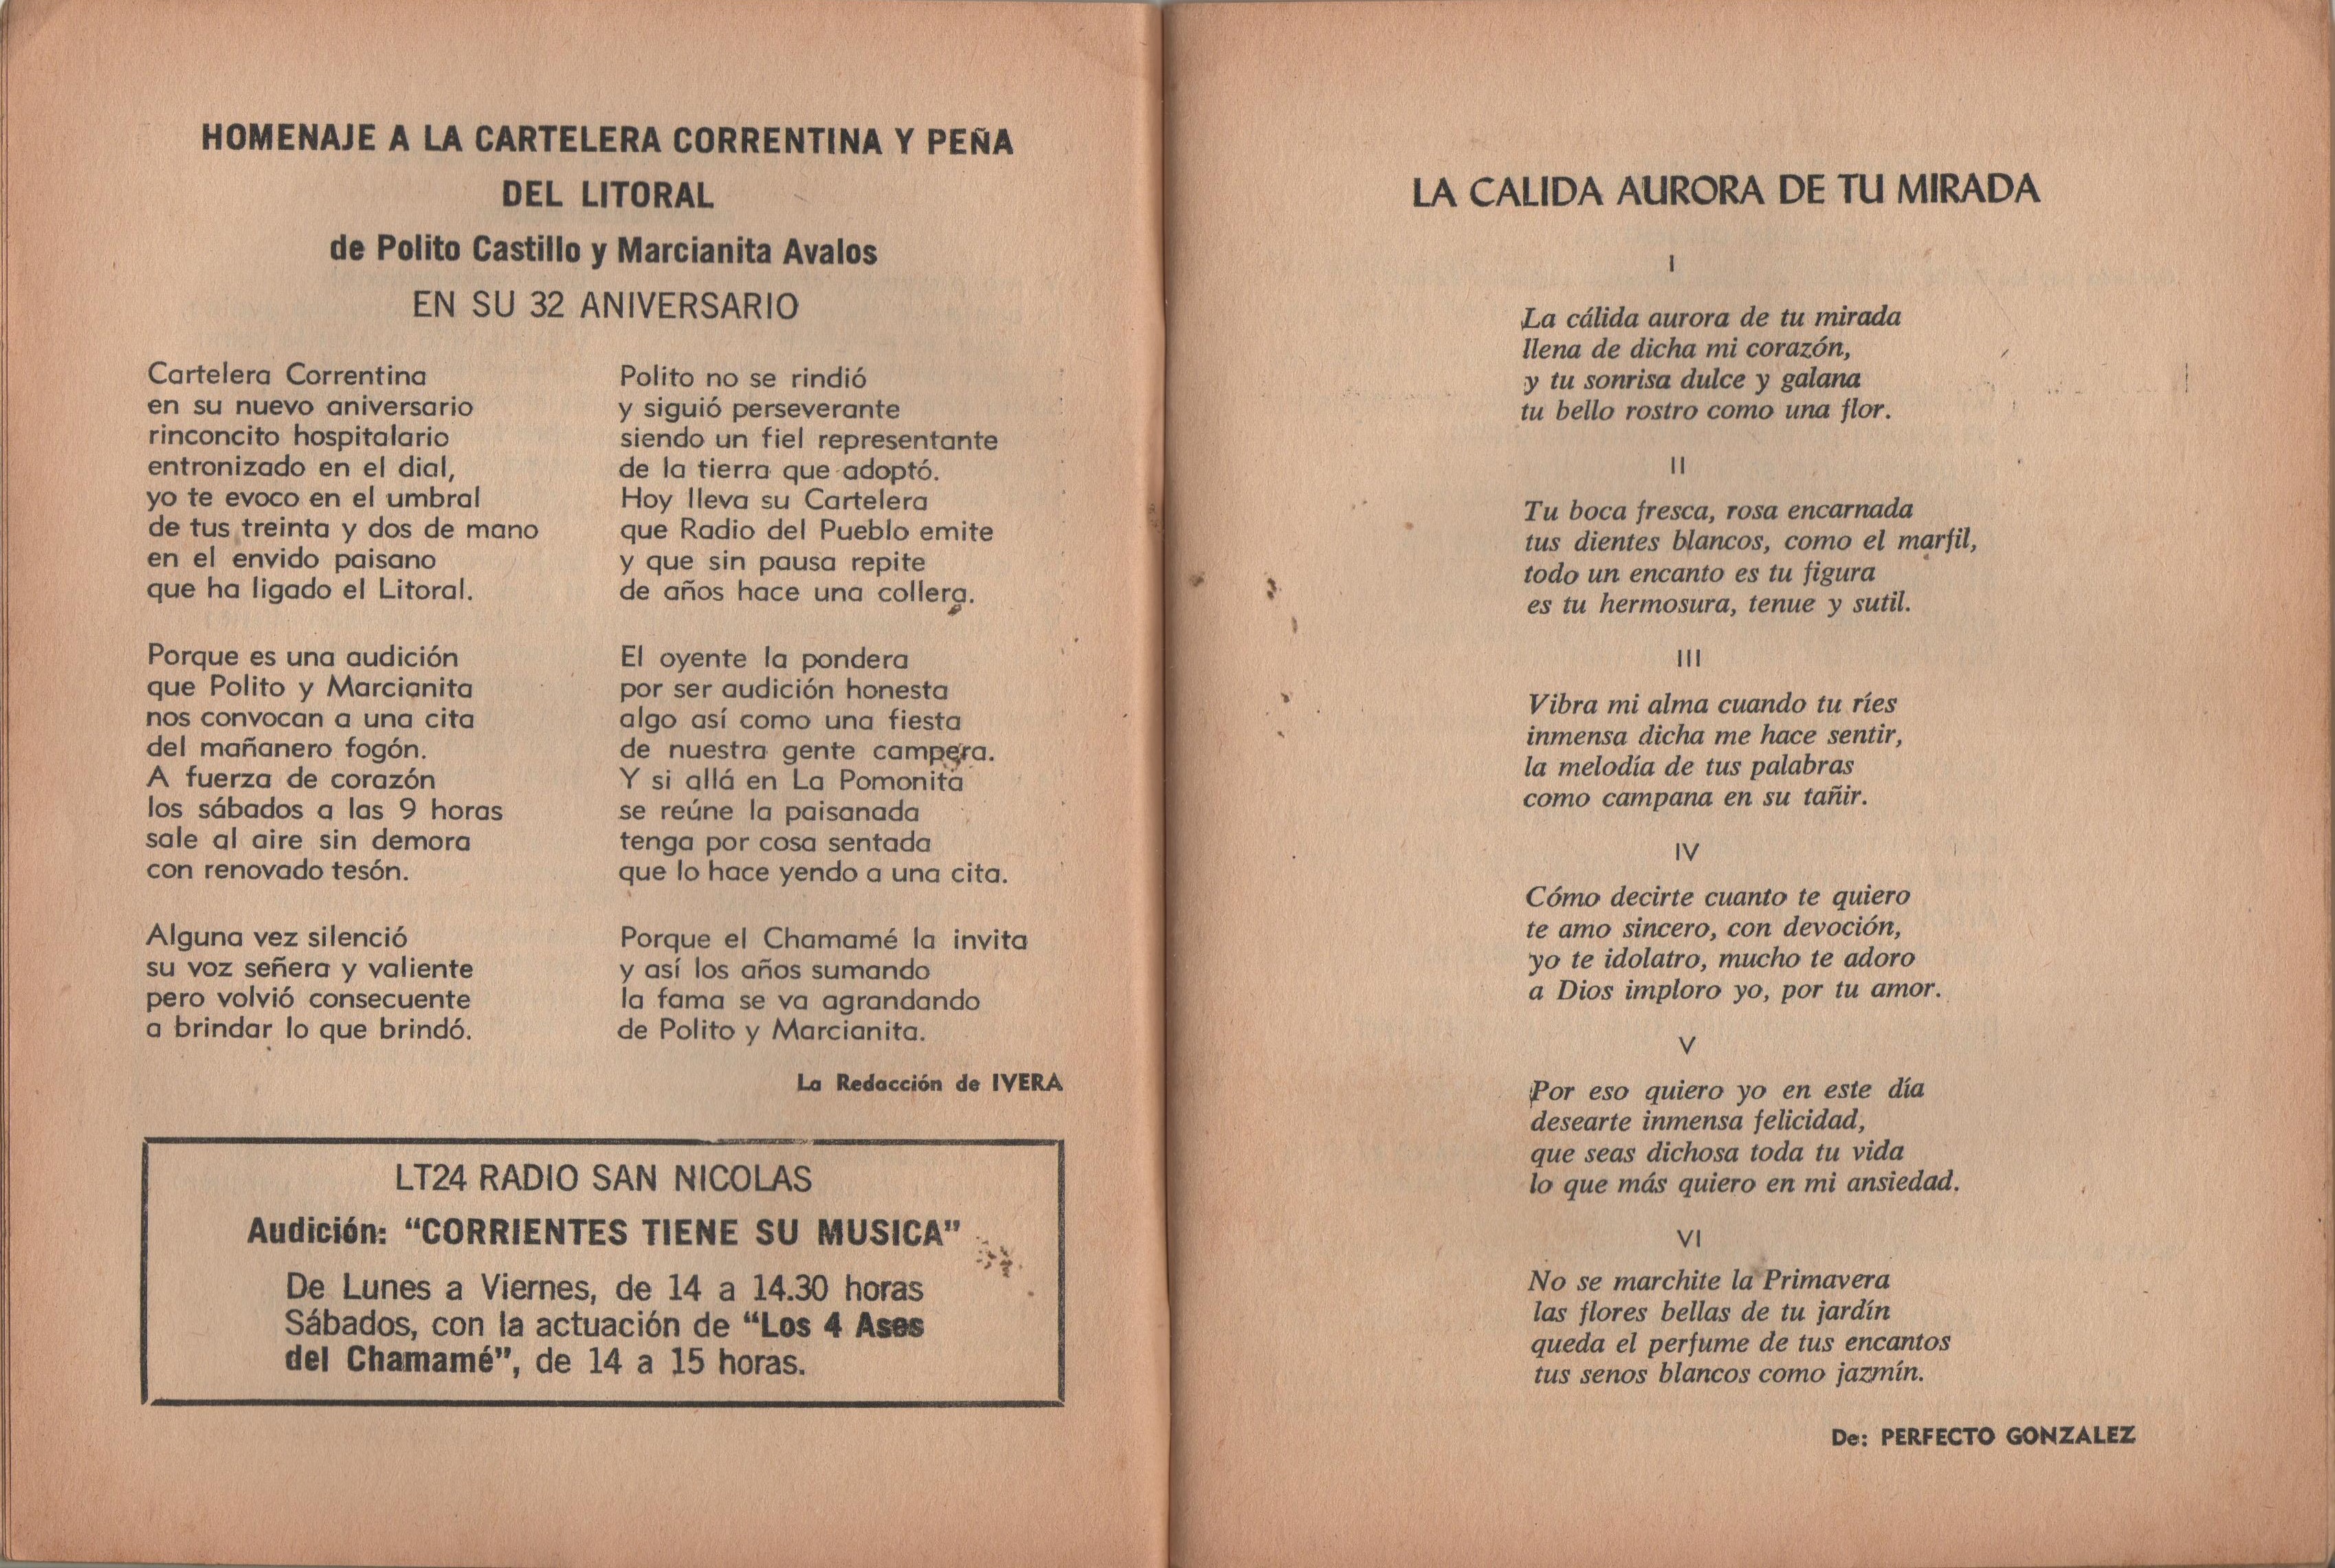 HOMENAJE A LA CARTELERA CORRENTINA Y PEÑA
DEL LITORAL
de Polito Castillo y Marcianita Avalos
EN SU 32 ANIVERSARIO
Cartelera Correntina
en su nuevo aniversario
rinconcito hospitalario
entronizado en el dial,
yo te evoco en el umbral
de tus treinta y dos de mano
en el envido paisano
que ha ligado el Litoral.
Porque es una audición
que Polito y Marcianita
nos convocan a una cita
del mañanero fogón.
A fuerza de corazón
los sábados a las 9 horas
sale al aire sin demora
con renovado tesón.
Alguna vez silenció
su voz señera y valiente
pero volvió consecuente
a brindar lo que brindó.
Polito no se rindió
y siguió perseverante
siendo un fiel representante
de la tierra que adoptó.
Hoy lleva su Cartelera
que Radio del Pueblo emite
y que sin pausa repite
de años hace una collera.
El oyente la pondera
por ser audición honesta
algo así como una fiesta
de nuestra gente campera.
Y si allá en La Pomonita
se reúne la paisanada
tenga por cosa sentada
que lo hace yendo a una cita.
Porque el Chamamé la invita
y así los años sumando
la fama se va agrandando
de Polito y Marcianita.
La Redacción de IVERA
LT24 RADIO SAN NICOLAS
Audición: "CORRIENTES TIENE SU MUSICA"
De Lunes a Viernes, de 14 a 14.30 horas
Sábados, con la actuación de "Los 4 Ases
del Chamamé", de 14 a 15 horas.
LA CALIDA AURORA DE TU MIRADA
I
La cálida aurora de tu mirada
llena de dicha mi corazón,
y tu sonrisa dulce y galana
tu bello rostro como una flor.
II
Tu boca fresca, rosa encarnada
tus dientes blancos, como el marfil,
todo un encanto es tu figura
es tu hermosura, tenue y sutil.
III
Vibra mi alma cuando tu ríes
inmensa dicha me hace sentir,
la melodía de tus palabras
como campana en su tañir.
IV
Cómo decirte cuanto te quiero
te amo sincero, con devoción,
yo te idolatro, mucho te adoro
a Dios imploro yo, por tu amor.
V
Por eso quiero yo en este día
desearte inmensa felicidad,
que seas dichosa toda tu vida
lo que más quiero en mi ansiedad.
VI
No se marchite la Primavera
las flores bellas de tu jardín
queda el perfume de tus encantos
tus senos blancos como jazmín.
De: PERFECTO GONZALEZ